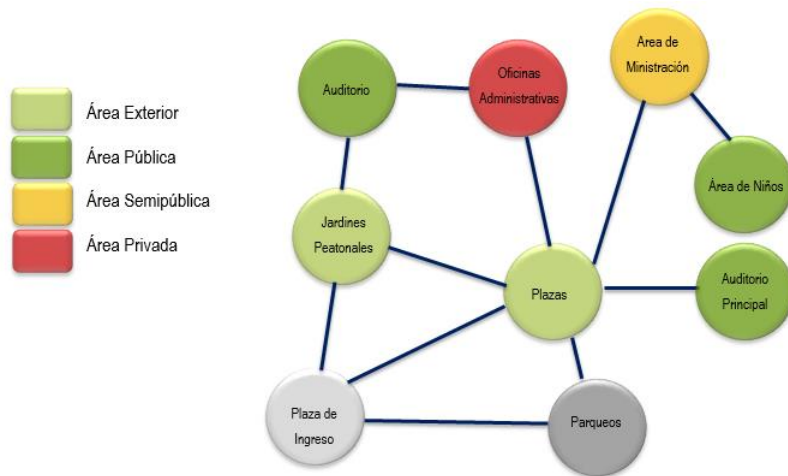 Área Exterior
Área Pública
Área Semipública
Área Privada
Auditorio
Oficinas
Administrativas
Area de
Ministración
Área de Niños
Jardines
Peatonales
Plazas
Auditorio
Principal
Plaza de
Ingreso
Parqueos